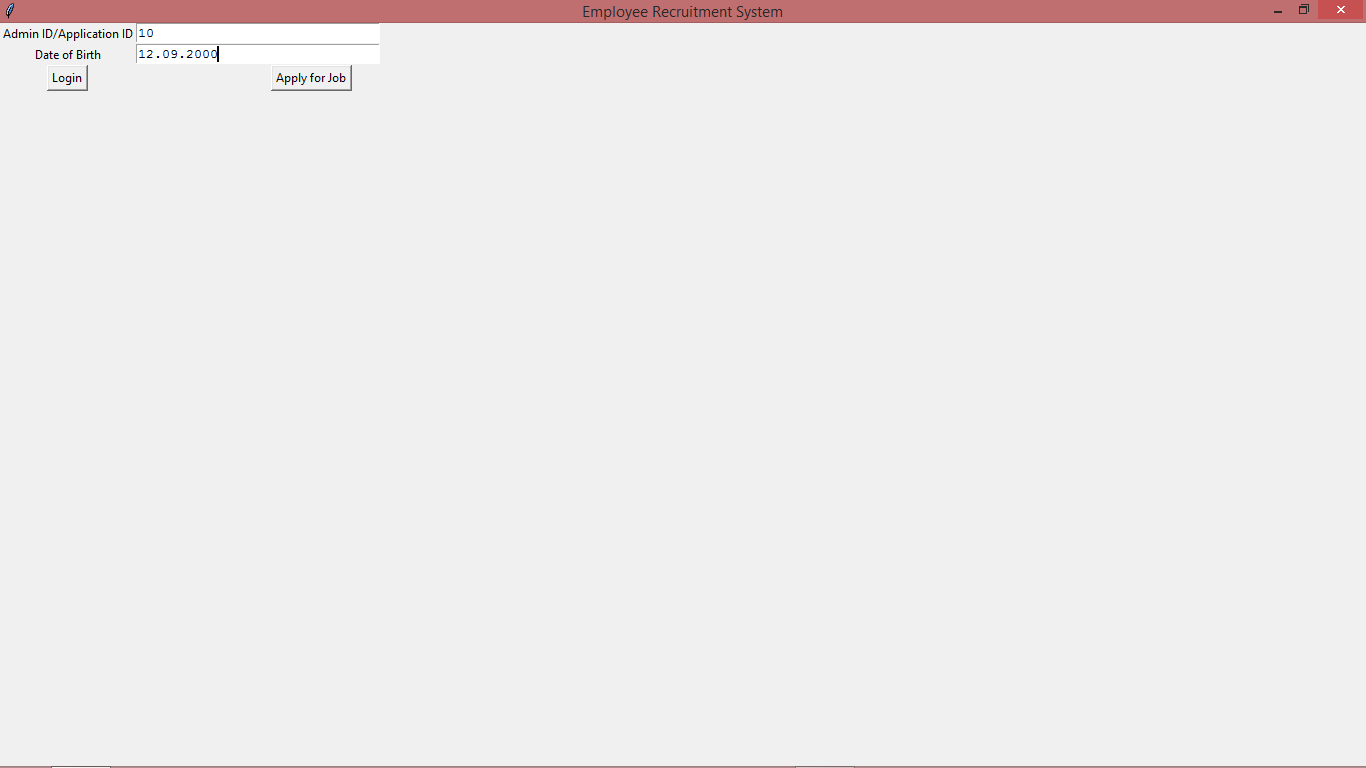 Employee Recruitment System
Admin ID/Application ID 10
Date of Birth 12.09.2000
Login Apply for Job